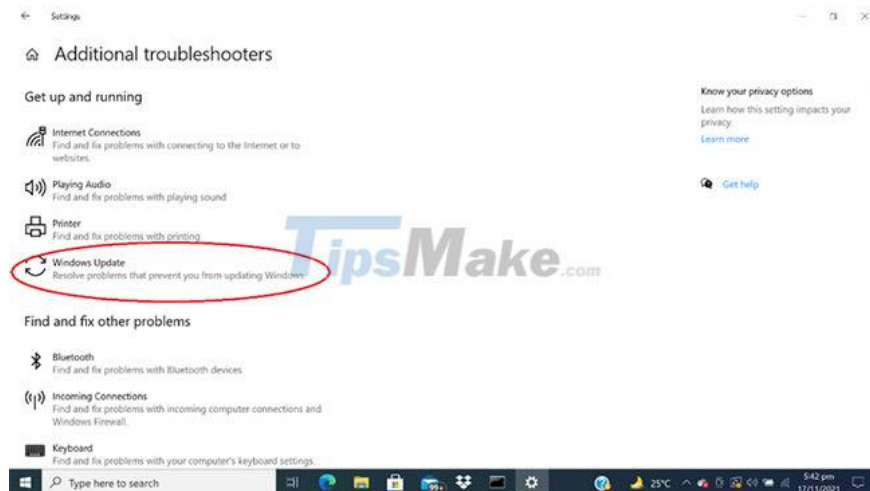 Settings
Additional troubleshooters
Get up and running
Internet Connections
Find and fix problems with connecting to the Internet or to
websites.
Playing Audio
Find and fix problems with playing sound
Printer
Find and fix problems with printing
Windows Update
Resolve problems that prevent you from updating Windows.
Find and fix other problems
Bluetooth
Find and fix problems with Bluetooth devices
Incoming Connections
Find and fix problems with incoming computer connections and
Windows Firewall.
Keyboard
Find and fix problems with your computer's keyboard settings.
Know your privacy options
Learn how this setting impacts your
privacy.
Learn more
Get help
TipsMake.com
Type here to search
99+
25°C
5:42 pm
17/11/2021